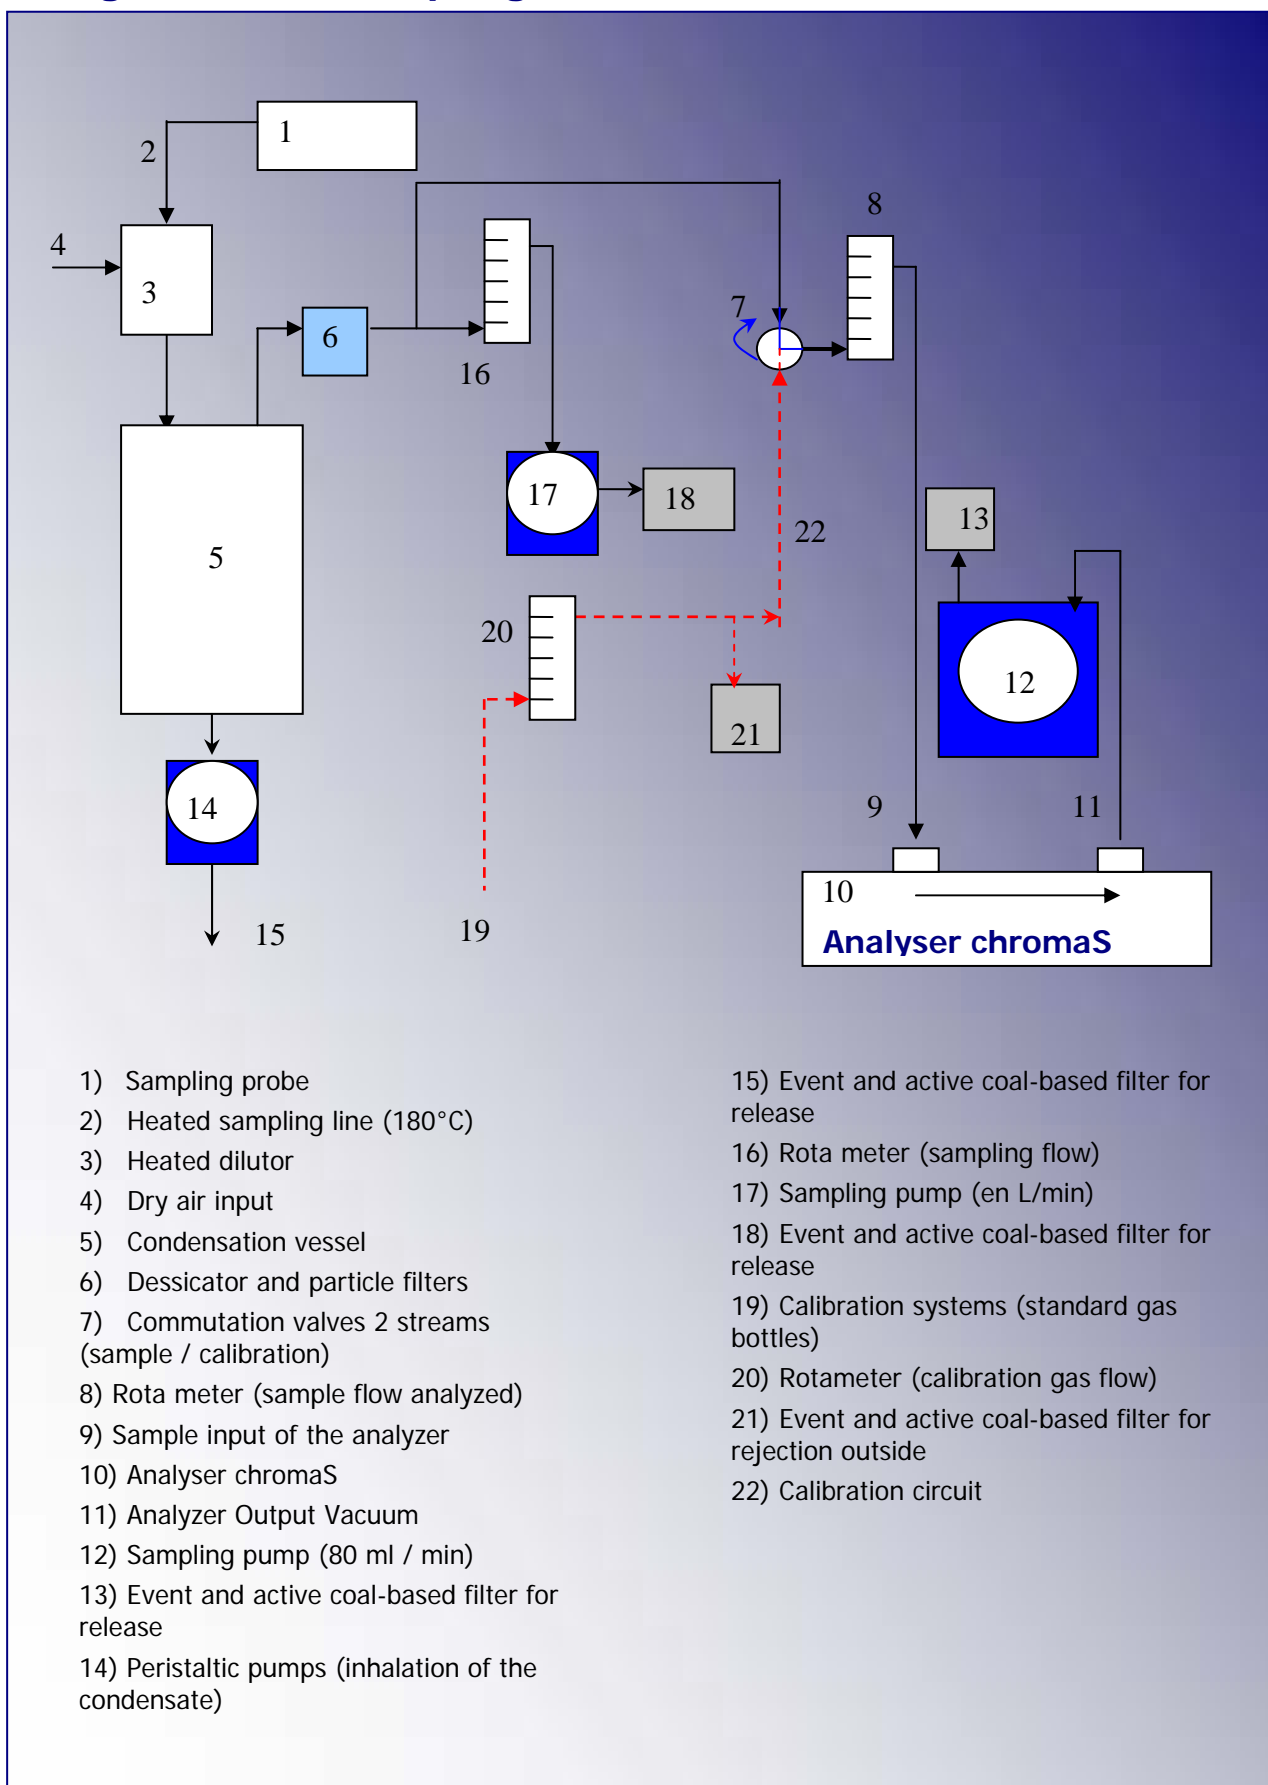 1
2
8
4
3
7
6
16
17
18
13
22
5
20
12
21
14
9
11
10
15
19
Analyser chromaS
1) Sampling probe
2) Heated sampling line (180°C)
3) Heated dilutor
4) Dry air input
5) Condensation vessel
6) Dessicator and particle filters
7) Commutation valves 2 streams
(sample / calibration)
8) Rota meter (sample flow analyzed)
9) Sample input of the analyzer
10) Analyser chromaS
11) Analyzer Output Vacuum
12) Sampling pump (80 ml / min)
13) Event and active coal-based filter for
release
14) Peristaltic pumps (inhalation of the
condensate)
15) Event and active coal-based filter for
release
16) Rota meter (sampling flow)
17) Sampling pump (en L/min)
18) Event and active coal-based filter for
release
19) Calibration systems (standard gas
bottles)
20) Rotameter (calibration gas flow)
21) Event and active coal-based filter for
rejection outside
22) Calibration circuit